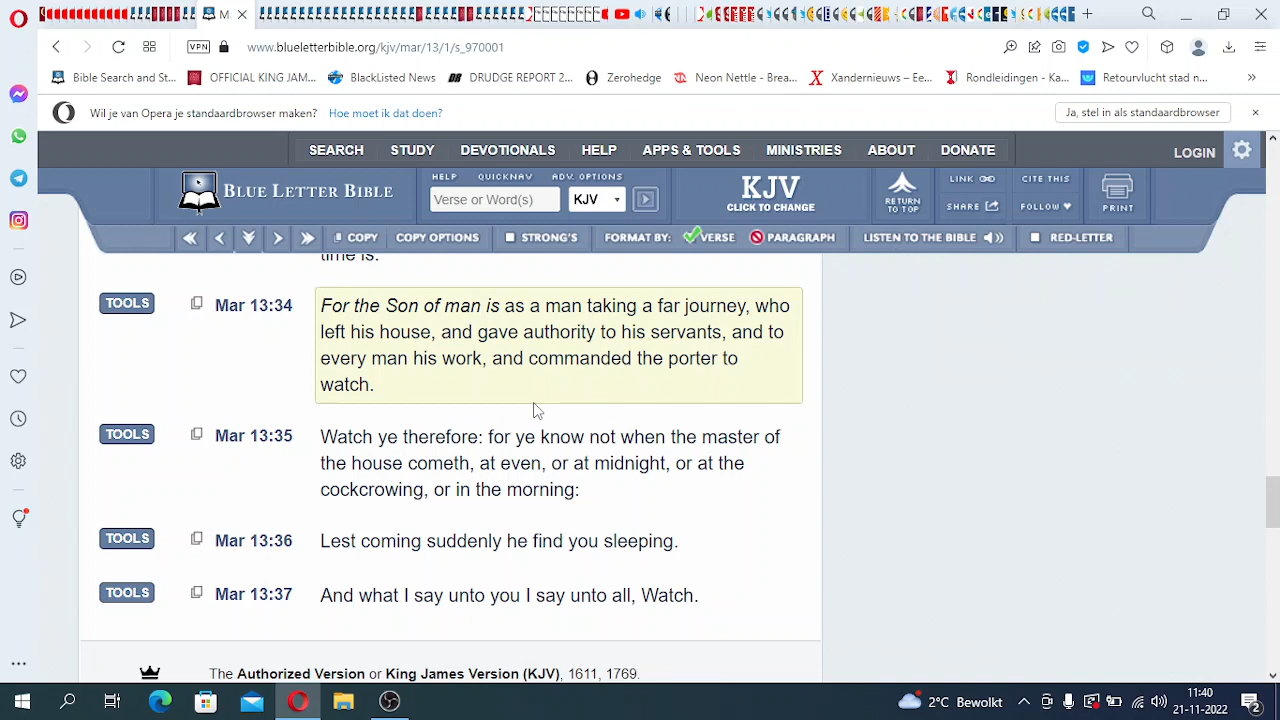 M
www.blueletterbible.org/kjv/mar/13/1/s_970001
VPN
Bible Search and St...
OFFICIAL KING JAM...
BlackListed News
DRUDGE REPORT 2...
Zerohedge
Neon Nettle - Brea...
Xandernieuws – Ee...
Rondleidingen - Ka...
Retourvlucht stad n...
Wil je van Opera je standaardbrowser maken?
Hoe moet ik dat doen?
Ja, stel in als standaardbrowser
SEARCH
STUDY
DEVOTIONALS
HELP
APPS & TOOLS
MINISTRIES
ABOUT
DONATE
LOGIN
BLUE LETTER BIBLE
HELP
QUICKNAV
ADV. OPTIONS
Verse or Word(s)
KJV
KJV
CLICK TO CHANGE
RETURN
TO TOP
LINK
CITE THIS
SHARE
FOLLOW
PRINT
COPY
COPY OPTIONS
STRONG'S
FORMAT BY:
VERSE
PARAGRAPH
LISTEN TO THE BIBLE
RED-LETTER
time is.
TOOLS
Mar 13:34
For the Son of man is as a man taking a far journey, who
left his house, and gave authority to his servants, and to
every man his work, and commanded the porter to
watch.
TOOLS
Mar 13:35
Watch ye therefore: for ye know not when the master of
the house cometh, at even, or at midnight, or at the
cockcrowing, or in the morning:
TOOLS
Mar 13:36
Lest coming suddenly he find you sleeping.
TOOLS
Mar 13:37
And what I say unto you I say unto all, Watch.
The Authorized Version or King James Version (KJV), 1611, 1769.
2°C Bewolkt
11:40
21-11-2022
2